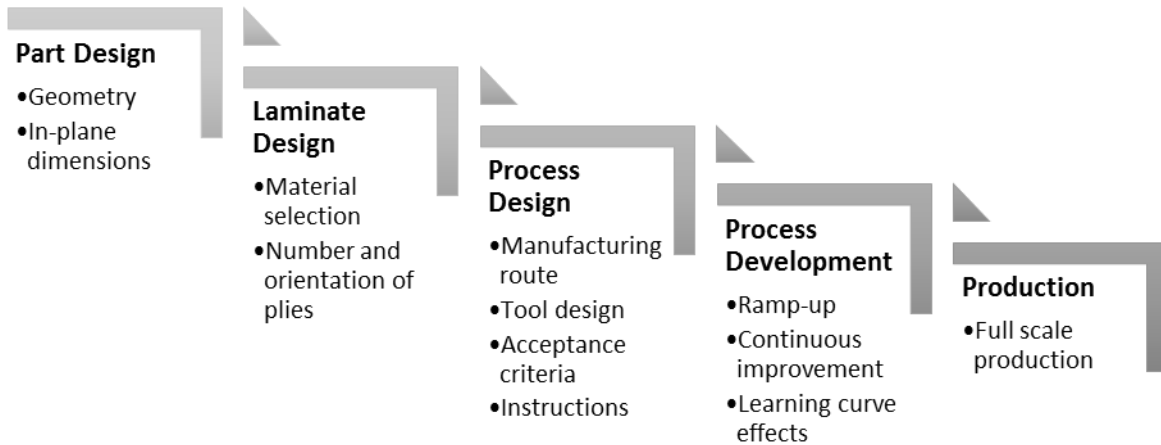 Part Design
•Geometry
•In-plane
dimensions
Laminate
Design
•Material
selection
•Number and
orientation of
plies
Process
Design
•Manufacturing
route
•Tool design
•Acceptance
criteria
•Instructions
Process
Development
•Ramp-up
•Continuous
improvement
•Learning curve
effects
Production
•Full scale
production